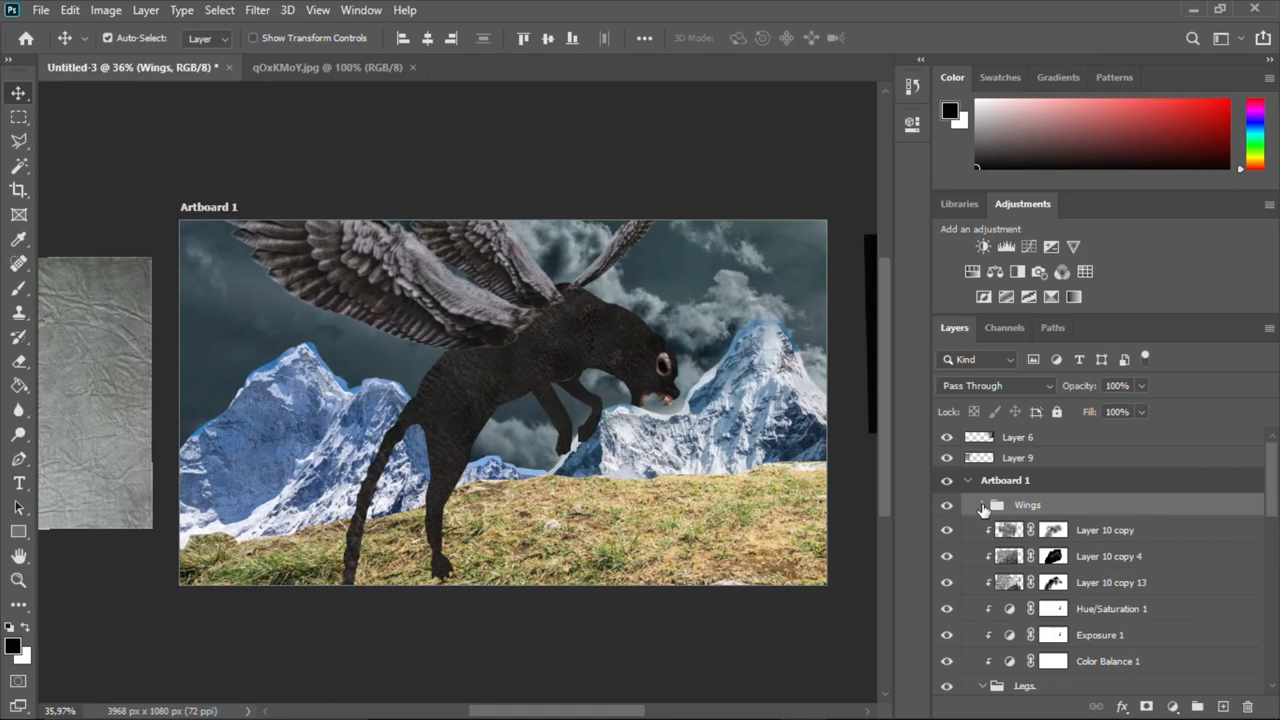 Ps File Edit Image Layer Type Select Filter 3D View Window Help
Auto-Select: Layer Show Transform Controls 3D Mode:
Untitled-3 @ 36% (Wings, RGB/8) * × qOxKMoY.jpg @ 100% (RGB/8) ×
Color Swatches Gradients Patterns
Artboard 1
Libraries Adjustments
Add an adjustment
Layers Channels Paths
Kind
Pass Through Opacity: 100%
Lock: Fill: 100%
Layer 6
Layer 9
Artboard 1
Wings
Layer 10 copy
Layer 10 copy 4
Layer 10 copy 13
Hue/Saturation 1
Exposure 1
Color Balance 1
Legs.
35,97% 3968 px x 1080 px (72 ppi)
fx